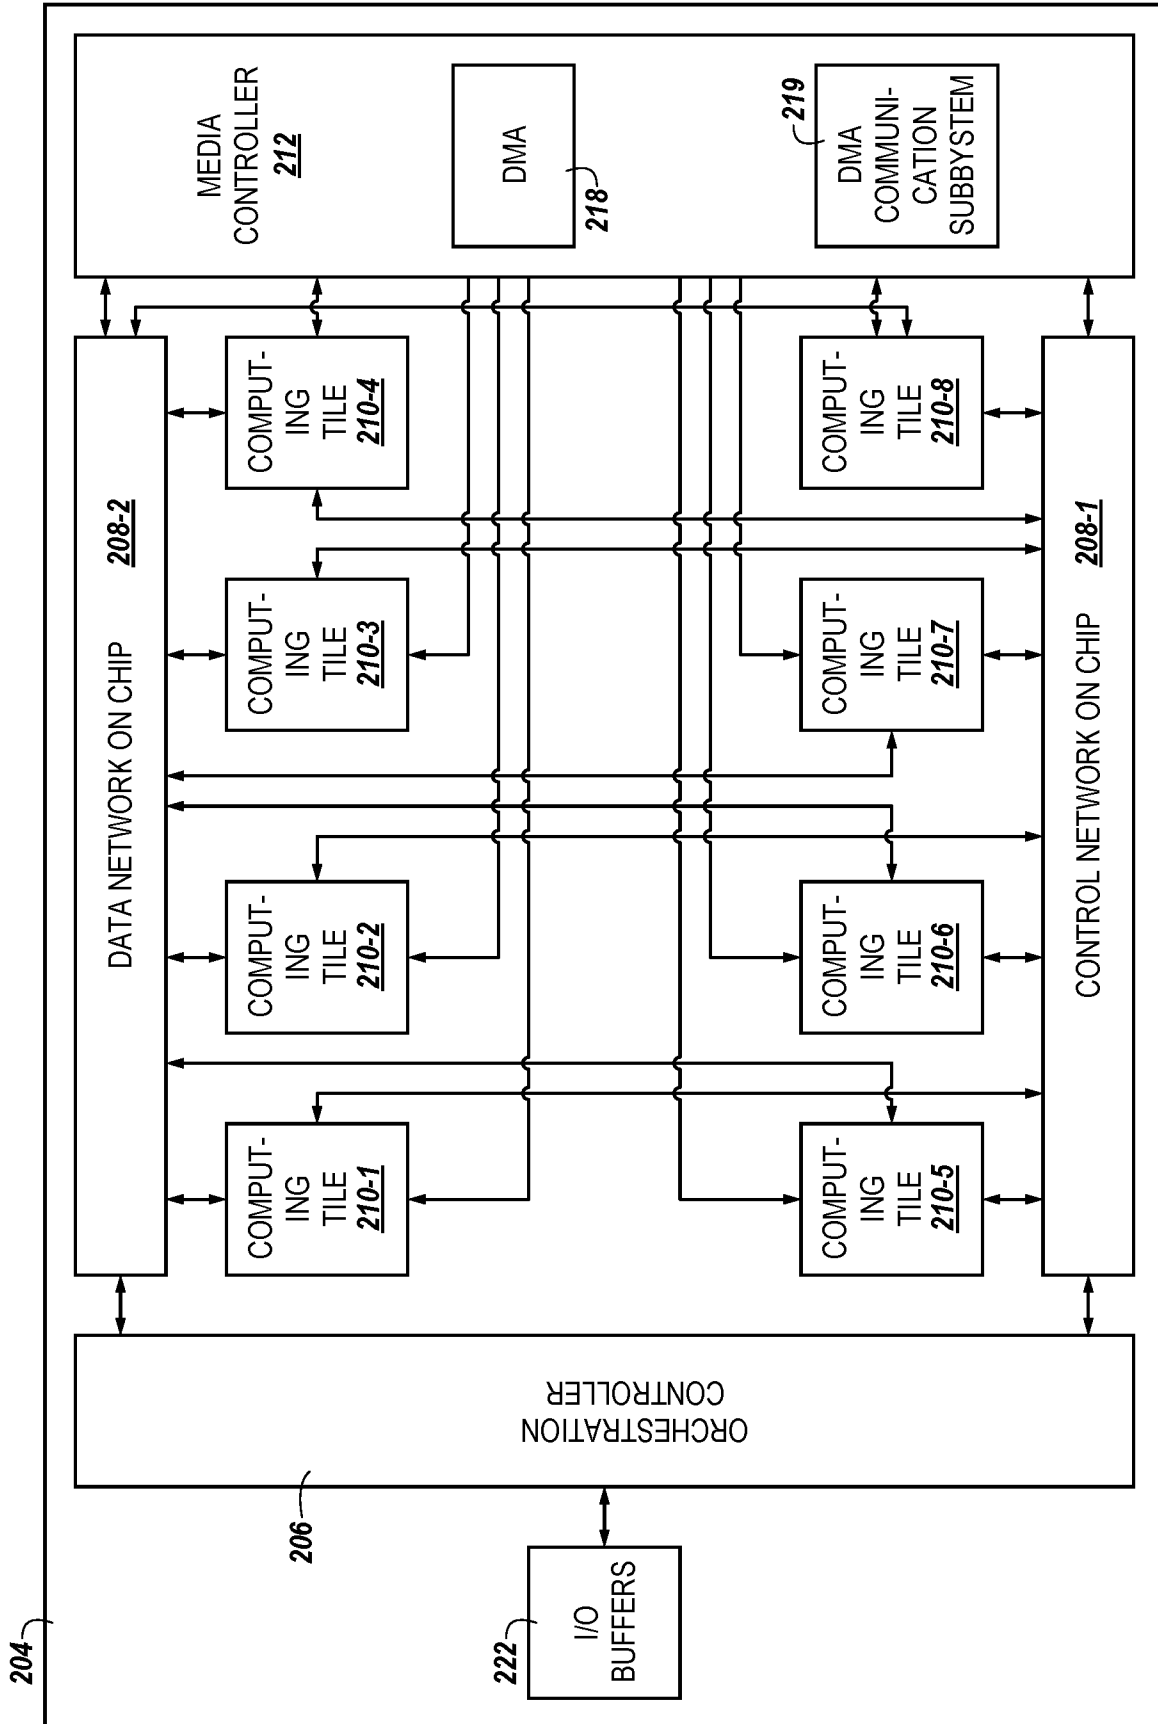 204
222
I/O
BUFFERS
206
ORCHESTRATION
CONTROLLER
DATA NETWORK ON CHIP
208-2
COMPUT-
ING
TILE
210-1
COMPUT-
ING
TILE
210-2
COMPUT-
ING
TILE
210-3
COMPUT-
ING
TILE
210-4
COMPUT-
ING
TILE
210-5
COMPUT-
ING
TILE
210-6
COMPUT-
ING
TILE
210-7
COMPUT-
ING
TILE
210-8
CONTROL NETWORK ON CHIP
208-1
MEDIA
CONTROLLER
212
DMA
218
219
DMA
COMMUNI-
CATION
SUBBYSTEM